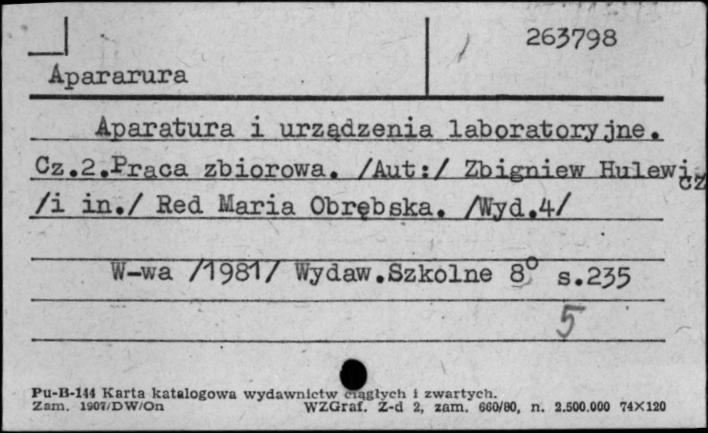 263798
Apararura
Aparatura i urządzenia laboratoryjne.
Cz.2.Praca zbiorowa. /Aut:/ Zbigniew Hulewicz
/i in./ Red Maria Obrębska. /Wyd.4/
W-wa /1981/ Wydaw.Szkolne 8° s.235
5
Pu-B-144 Karta katalogowa wydawnictw ciągłych i zwartych.
Zam. 1907/DW/On WZGraf. Z-d 2, zam. 660/80, n. 2.500.000 74×120